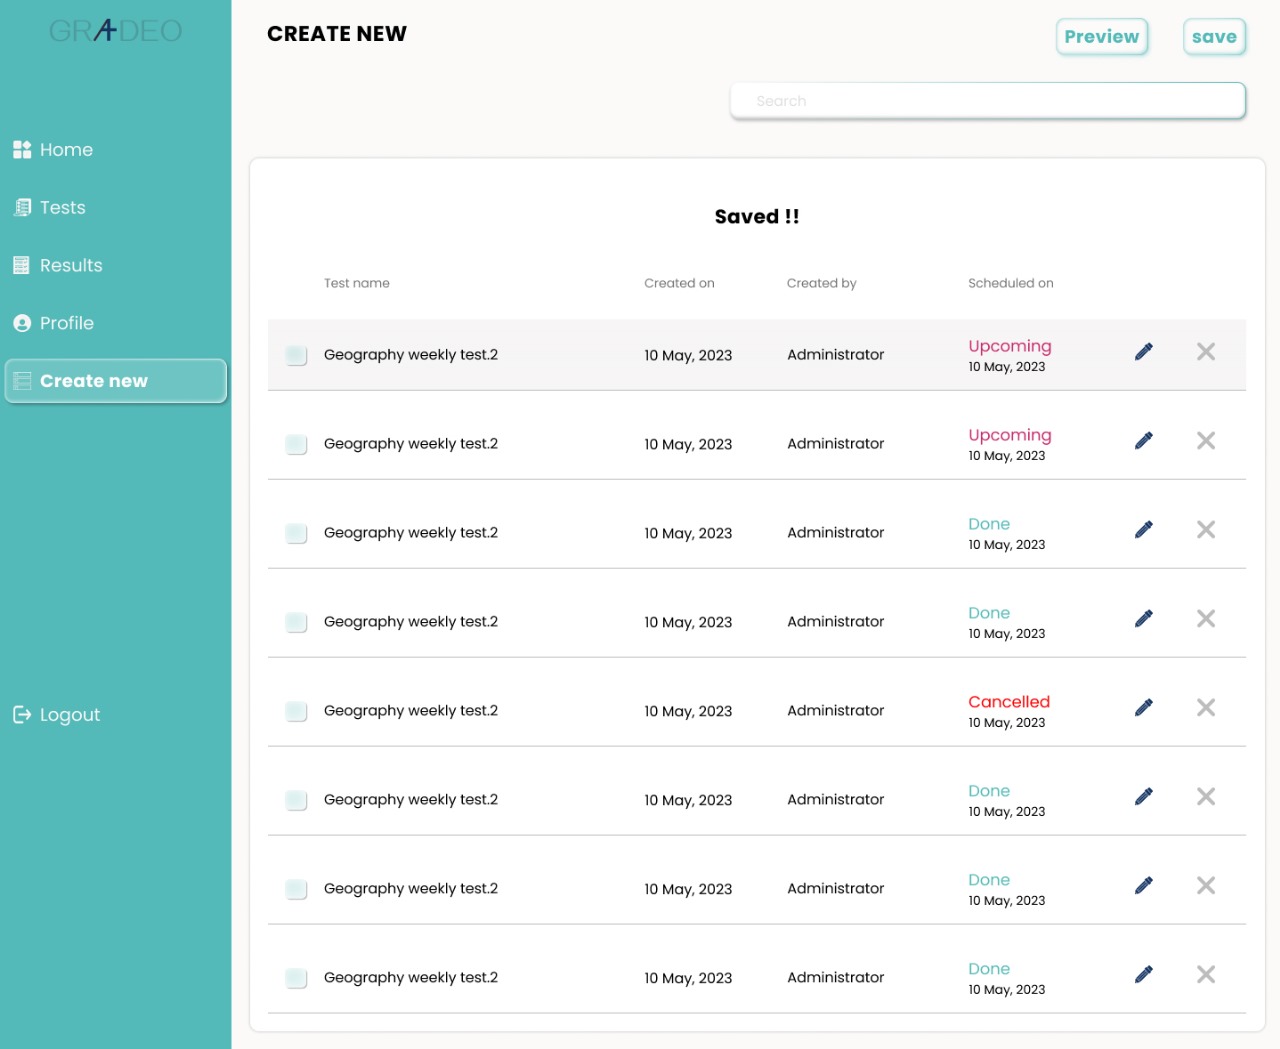 GRADEO
CREATE NEW
Preview
save
Search
Home
Tests
Results
Profile
Create new
Logout
Saved !!
Test name Created on Created by Scheduled on
Geography weekly test.2 10 May, 2023 Administrator Upcoming
10 May, 2023
Geography weekly test.2 10 May, 2023 Administrator Upcoming
10 May, 2023
Geography weekly test.2 10 May, 2023 Administrator Done
10 May, 2023
Geography weekly test.2 10 May, 2023 Administrator Done
10 May, 2023
Geography weekly test.2 10 May, 2023 Administrator Cancelled
10 May, 2023
Geography weekly test.2 10 May, 2023 Administrator Done
10 May, 2023
Geography weekly test.2 10 May, 2023 Administrator Done
10 May, 2023
Geography weekly test.2 10 May, 2023 Administrator Done
10 May, 2023